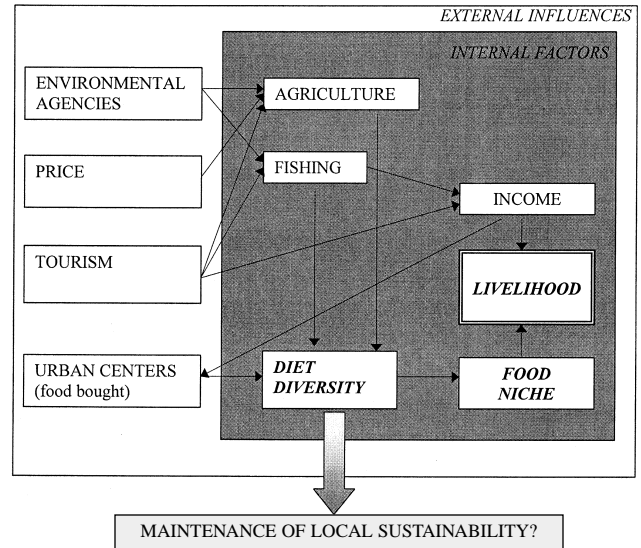 EXTERNAL INFLUENCES
INTERNAL FACTORS
ENVIRONMENTAL
AGENCIES
AGRICULTURE
PRICE
FISHING
INCOME
TOURISM
LIVELIHOOD
URBAN CENTERS
(food bought)
DIET
DIVERSITY
FOOD
NICHE
MAINTENANCE OF LOCAL SUSTAINABILITY?